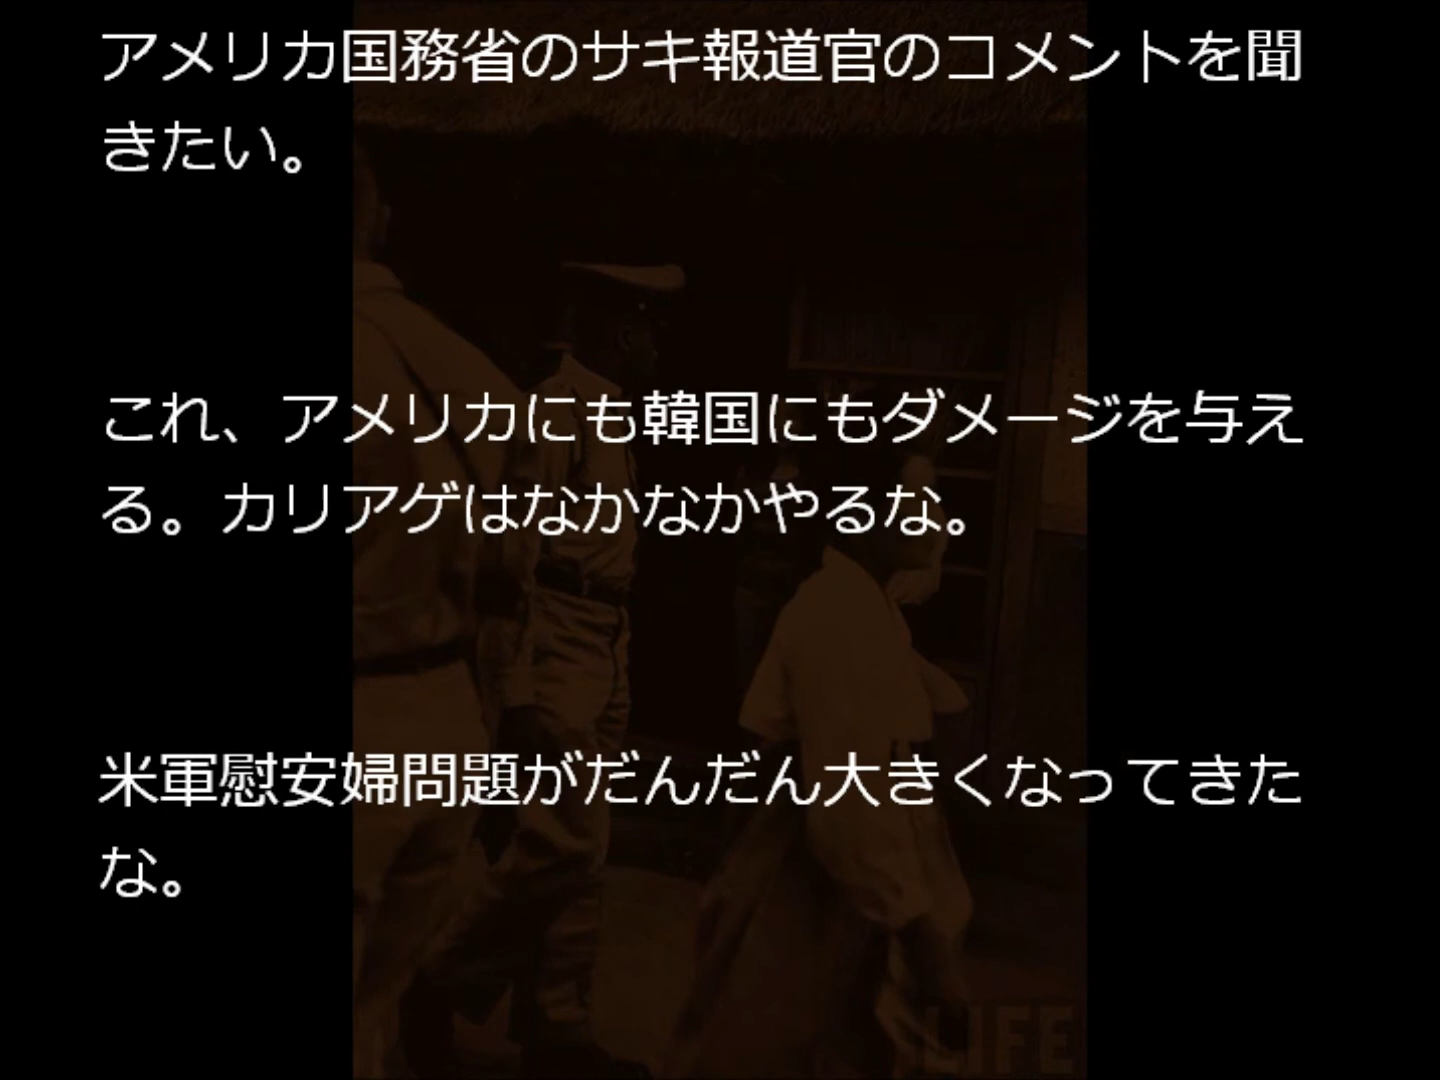 アメリカ国務省のサキ報道官のコメントを聞
きたい。
これ、アメリカにも韓国にもダメージを与え
る。カリアゲはなかなかやるな。
米軍慰安婦問題がだんだん大きくなってきた
な。
LIFE